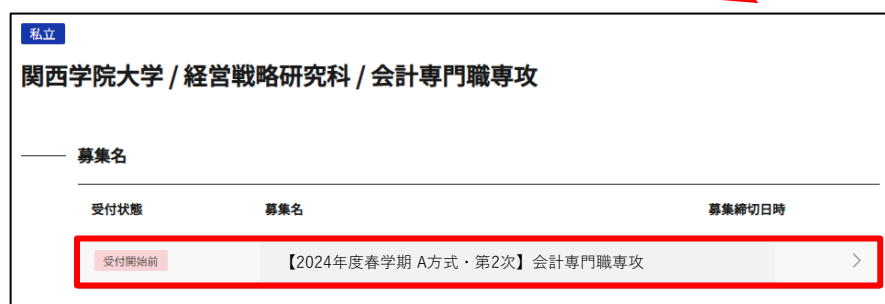 私立
関西学院大学 / 経営戦略研究科 / 会計専門職専攻
募集名
受付状態 募集名 募集締切日時
受付開始前 【2024年度春学期 A方式・第2次】会計専門職専攻